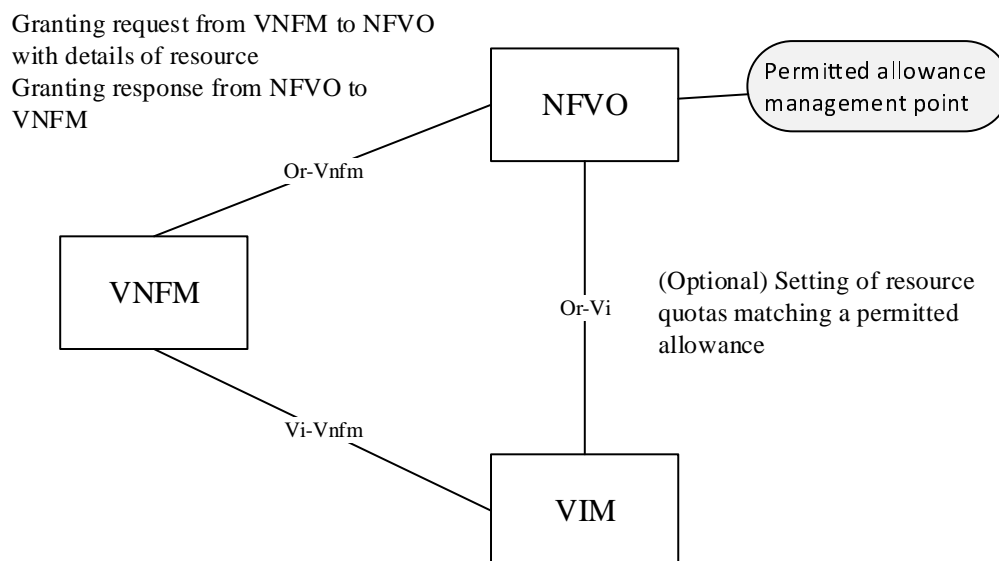 Granting request from VNFM to NFVO
with details of resource
Granting response from NFVO to
VNFM
NFVO
Permitted allowance
management point
Or-Vnfm
VNFM
(Optional) Setting of resource
quotas matching a permitted
allowance
Or-Vi
Vi-Vnfm
VIM